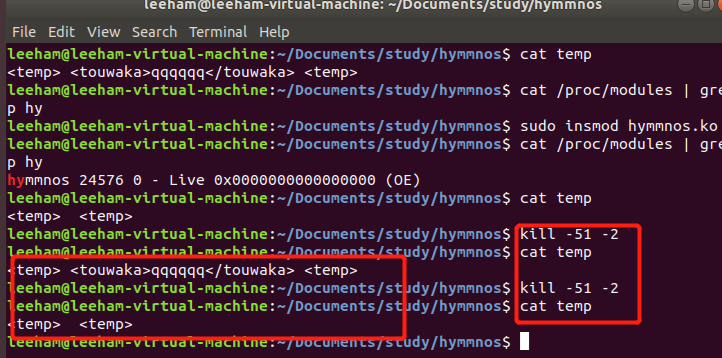 leeham@leeham-virtual-machine: ~/Documents/study/hymmnos
File Edit View Search Terminal Help
leeham@leeham-virtual-machine:~/Documents/study/hymmnos$ cat temp
<temp> <touwaka>qqqqqq</touwaka> <temp>
leeham@leeham-virtual-machine:~/Documents/study/hymmnos$ cat /proc/modules | gre
p hy
leeham@leeham-virtual-machine:~/Documents/study/hymmnos$ sudo insmod hymmnos.ko
leeham@leeham-virtual-machine:~/Documents/study/hymmnos$ cat /proc/modules | gre
p hy
hymmnos 24576 0 - Live 0x0000000000000000 (OE)
leeham@leeham-virtual-machine:~/Documents/study/hymmnos$ cat temp
<temp>  <temp>
leeham@leeham-virtual-machine:~/Documents/study/hymmnos$ kill -51 -2
leeham@leeham-virtual-machine:~/Documents/study/hymmnos$ cat temp
<temp> <touwaka>qqqqqq</touwaka> <temp>
leeham@leeham-virtual-machine:~/Documents/study/hymmnos$ kill -51 -2
leeham@leeham-virtual-machine:~/Documents/study/hymmnos$ cat temp
<temp>  <temp>
leeham@leeham-virtual-machine:~/Documents/study/hymmnos$